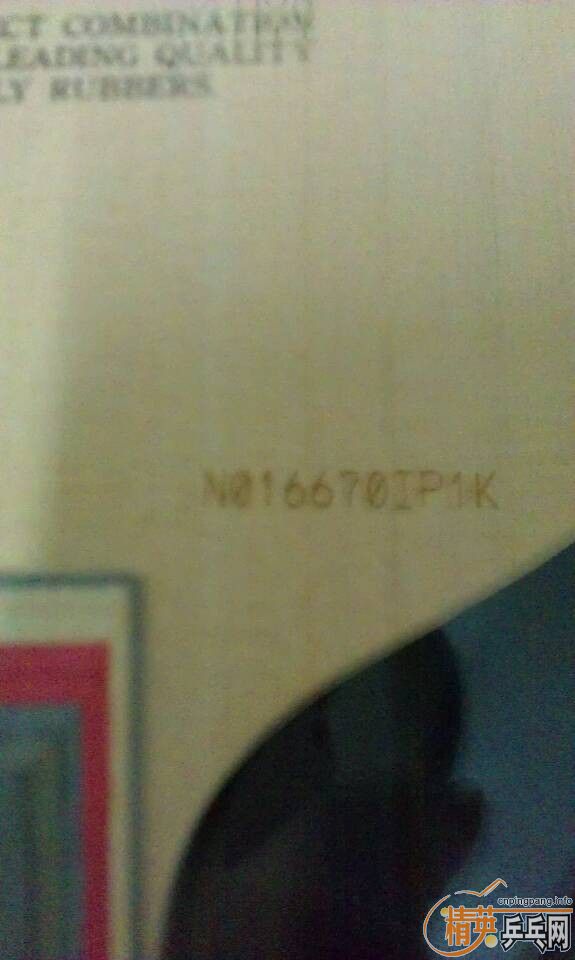 CT COMBINATION
LEADING QUALITY
LY RUBBERS
N016670IP1K
cnpingpang.info
精英乒乓网